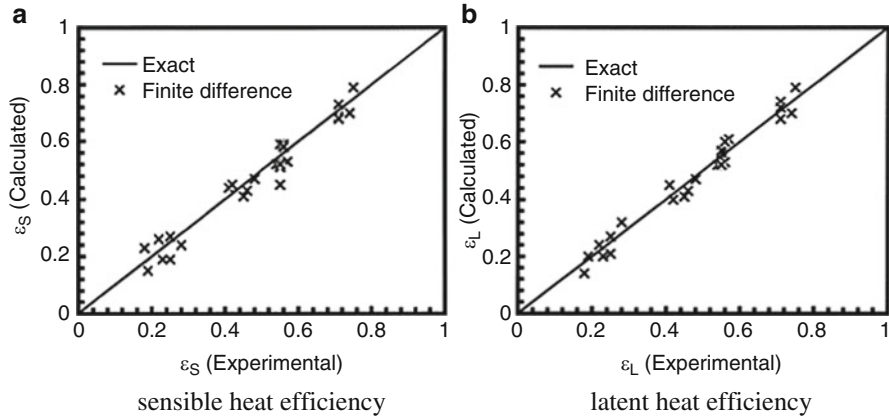 a
1
0.8
0.6
0.4
0.2
0
0
0.2
0.4
0.6
0.8
1
εS (Calculated)
εS (Experimental)
Exact
Finite difference
sensible heat efficiency
b
1
0.8
0.6
0.4
0.2
0
0
0.2
0.4
0.6
0.8
1
εL (Calculated)
εL (Experimental)
Exact
Finite difference
latent heat efficiency